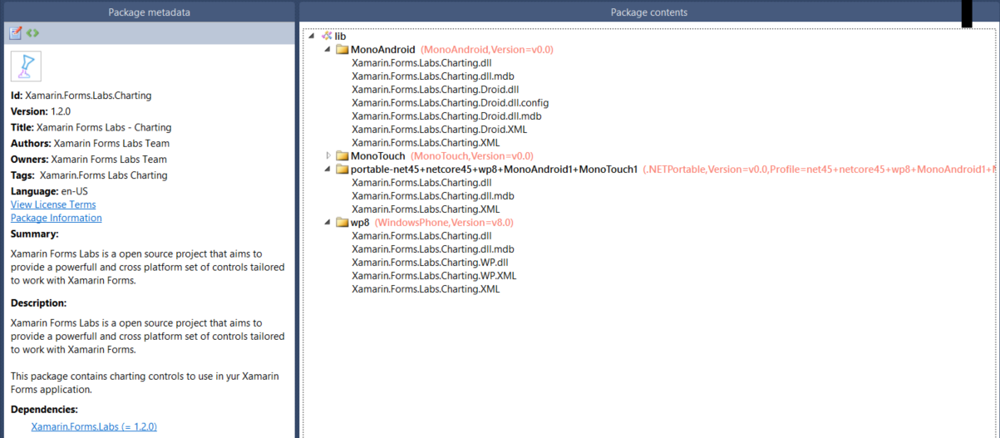 Package metadata
Id: Xamarin.Forms.Labs.Charting
Version: 1.2.0
Title: Xamarin Forms Labs - Charting
Authors: Xamarin Forms Labs Team
Owners: Xamarin Forms Labs Team
Tags: Xamarin.Forms Labs Charting
Language: en-US
View License Terms
Package Information
Summary:
Xamarin Forms Labs is a open source project that aims to
provide a powerfull and cross platform set of controls tailored
to work with Xamarin Forms.
Description:
Xamarin Forms Labs is a open source project that aims to
provide a powerfull and cross platform set of controls tailored
to work with Xamarin Forms.
This package contains charting controls to use in yur Xamarin
Forms application.
Dependencies:
Xamarin.Forms.Labs (= 1.2.0)
Package contents
lib
MonoAndroid (MonoAndroid,Version=v0.0)
Xamarin.Forms.Labs.Charting.dll
Xamarin.Forms.Labs.Charting.dll.mdb
Xamarin.Forms.Labs.Charting.Droid.dll
Xamarin.Forms.Labs.Charting.Droid.dll.config
Xamarin.Forms.Labs.Charting.Droid.dll.mdb
Xamarin.Forms.Labs.Charting.Droid.XML
Xamarin.Forms.Labs.Charting.XML
MonoTouch (MonoTouch,Version=v0.0)
portable-net45+netcore45+wp8+MonoAndroid1+MonoTouch1 (.NETPortable,Version=v0.0,Profile=net45+netcore45+wp8+MonoAndroid1+
Xamarin.Forms.Labs.Charting.dll
Xamarin.Forms.Labs.Charting.dll.mdb
Xamarin.Forms.Labs.Charting.XML
wp8 (WindowsPhone,Version=v8.0)
Xamarin.Forms.Labs.Charting.dll
Xamarin.Forms.Labs.Charting.dll.mdb
Xamarin.Forms.Labs.Charting.WP.dll
Xamarin.Forms.Labs.Charting.WP.XML
Xamarin.Forms.Labs.Charting.XML